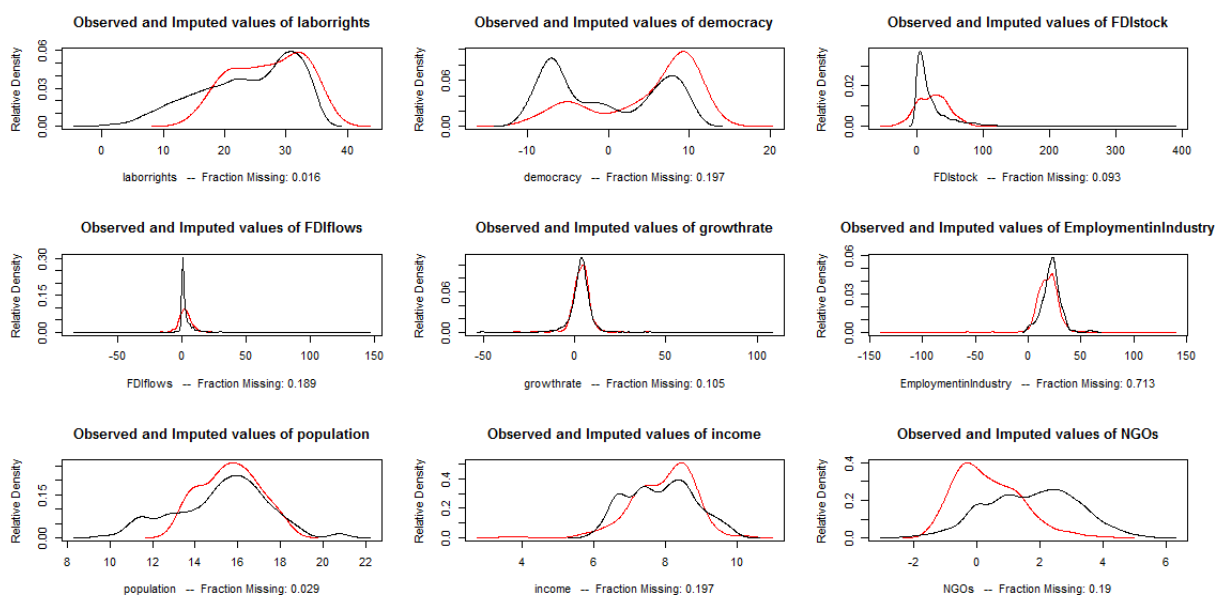 Observed and Imputed values of laborrights
Relative Density
0.00 0.03 0.06
0 10 20 30 40
laborrights -- Fraction Missing: 0.016
Observed and Imputed values of democracy
Relative Density
0.00 0.06
-10 0 10 20
democracy -- Fraction Missing: 0.197
Observed and Imputed values of FDIstock
Relative Density
0.00 0.02
0 100 200 300 400
FDIstock -- Fraction Missing: 0.093
Observed and Imputed values of FDIflows
Relative Density
0.00 0.15 0.30
-50 0 50 100 150
FDIflows -- Fraction Missing: 0.189
Observed and Imputed values of growthrate
Relative Density
0.00 0.06
-50 0 50 100
growthrate -- Fraction Missing: 0.105
Observed and Imputed values of EmploymentinIndustry
Relative Density
0.00 0.03 0.06
-150 -100 -50 0 50 100 150
EmploymentinIndustry -- Fraction Missing: 0.713
Observed and Imputed values of population
Relative Density
0.00 0.15
8 10 12 14 16 18 20 22
population -- Fraction Missing: 0.029
Observed and Imputed values of income
Relative Density
0.0 0.2 0.4
4 6 8 10
income -- Fraction Missing: 0.197
Observed and Imputed values of NGOs
Relative Density
0.0 0.2 0.4
-2 0 2 4 6
NGOs -- Fraction Missing: 0.19